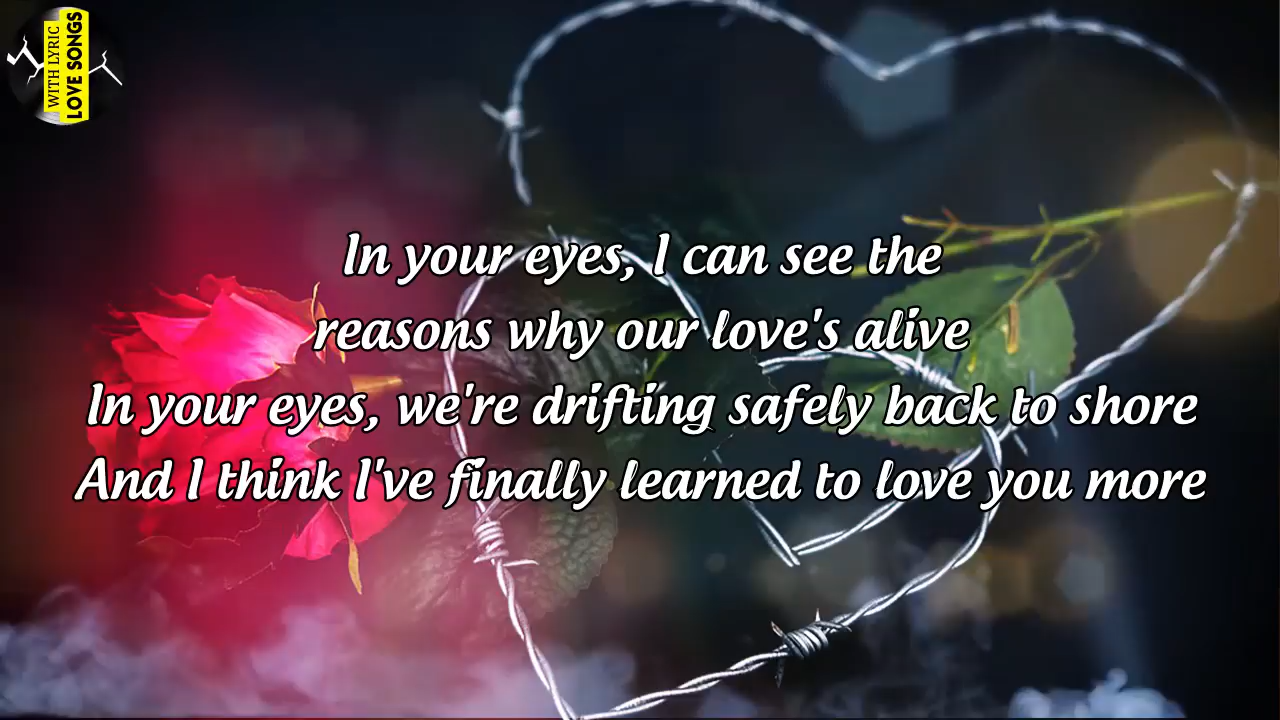 WITH LYRIC
LOVE SONGS
In your eyes, I can see the
reasons why our love's alive
In your eyes, we're drifting safely back to shore
And I think I've finally learned to love you more